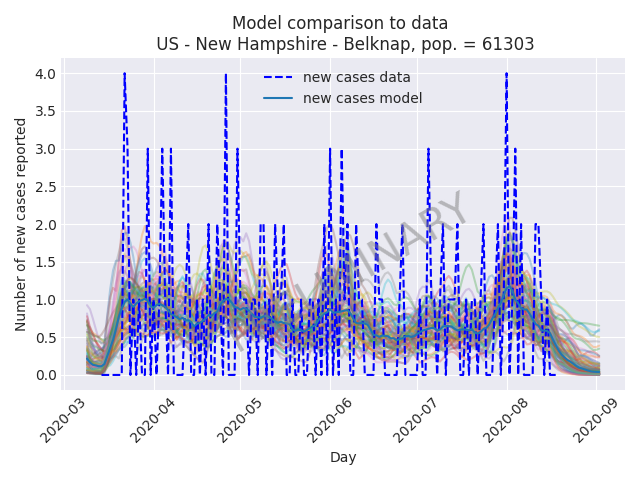 Model comparison to data
US - New Hampshire - Belknap, pop. = 61303
new cases data
new cases model
Number of new cases reported
4.0
3.5
3.0
2.5
2.0
1.5
1.0
0.5
0.0
2020-03
2020-04
2020-05
2020-06
2020-07
2020-08
2020-09
Day